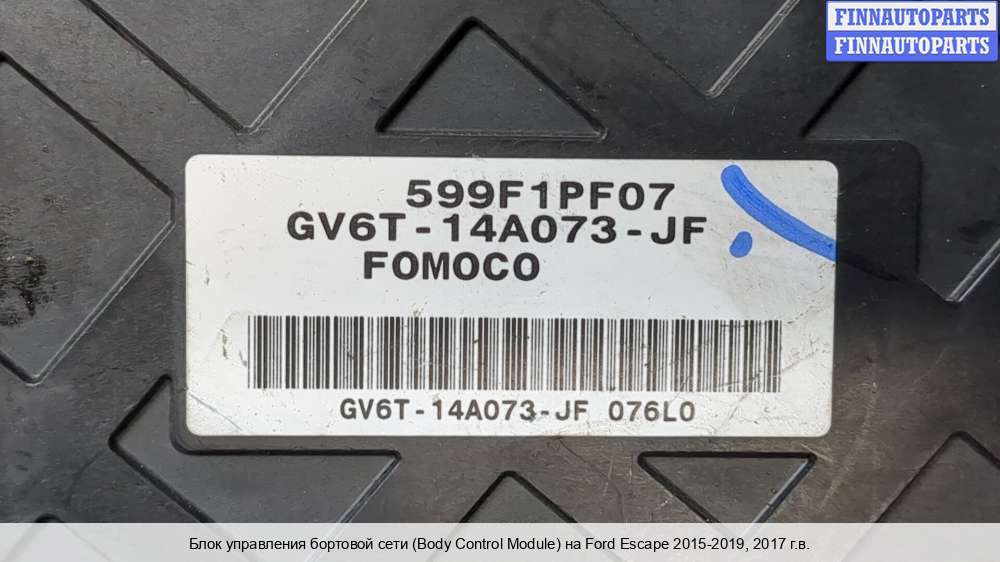 FINNAUTOPARTS
FINNAUTOPARTS
599F1PF07
GV6T-14A073-JF
FOMOCO
GV6T-14A073-JF 076L0
Блок управления бортовой сети (Body Control Module) на Ford Escape 2015-2019, 2017 г.в.